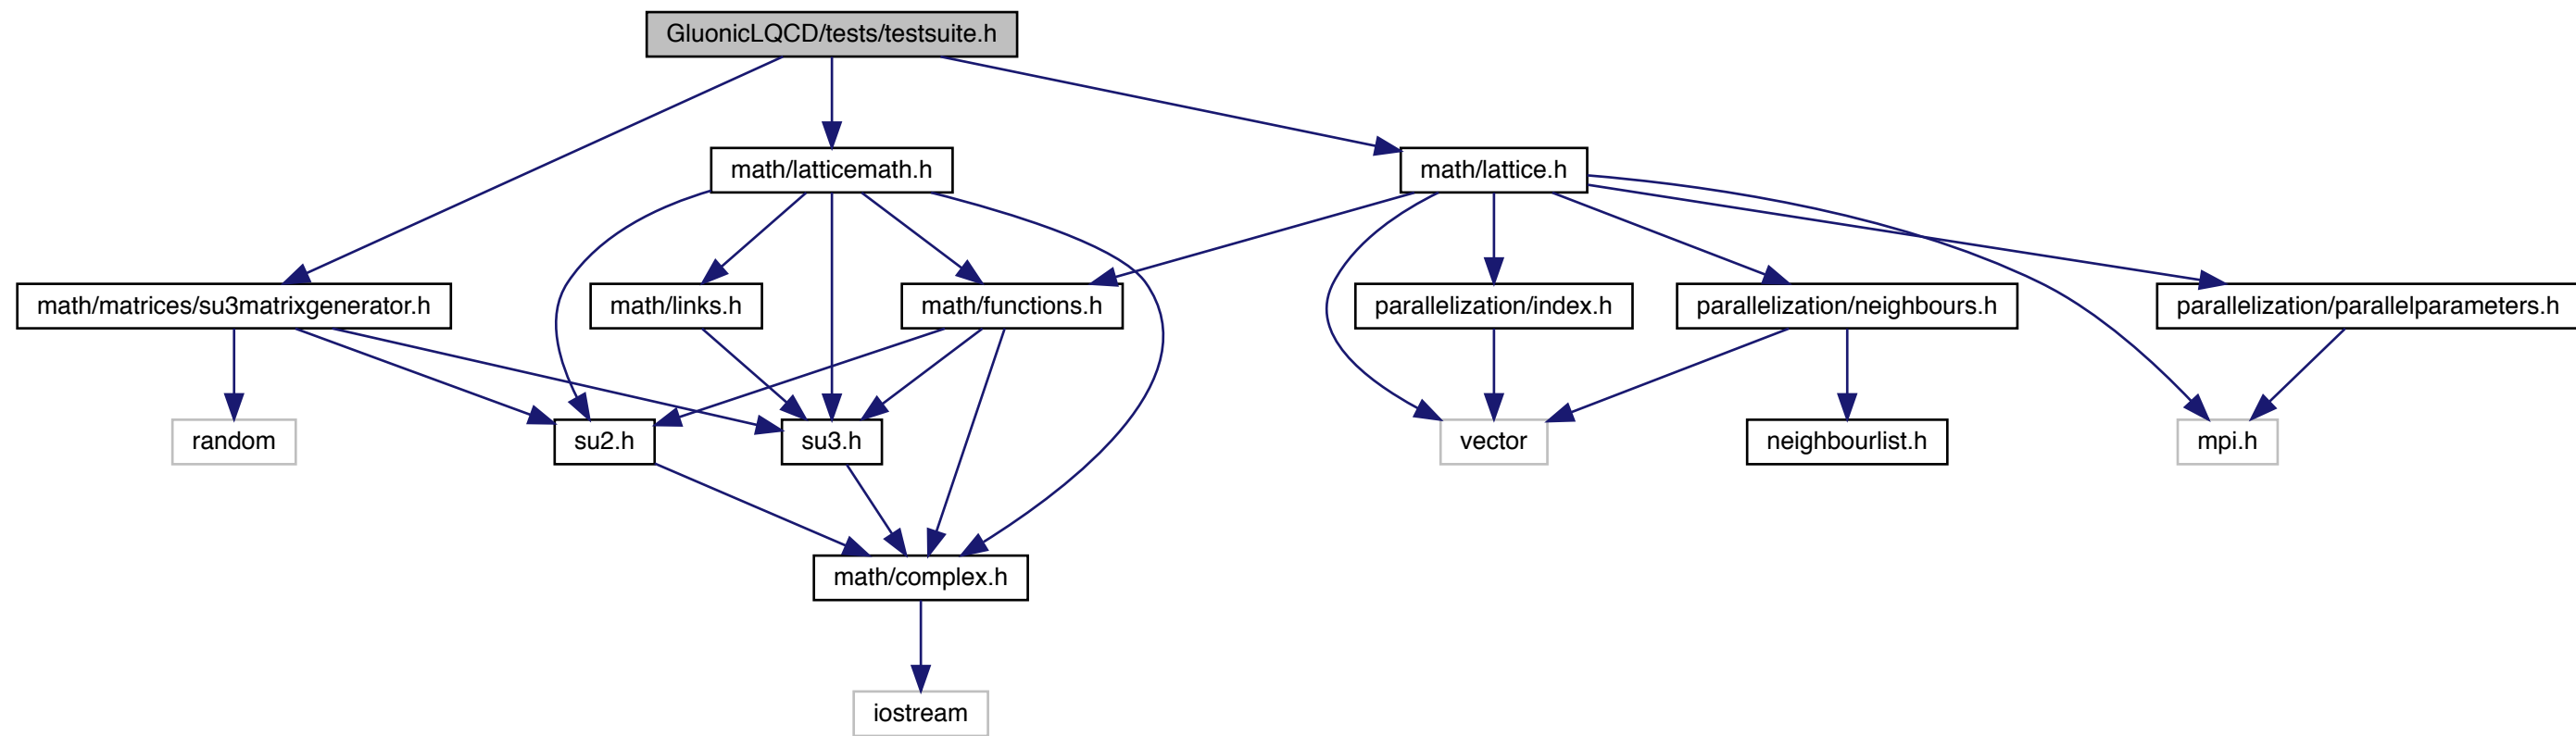 GluonicLQCD/tests/testsuite.h
math/latticemath.h
math/lattice.h
math/matrices/su3matrixgenerator.h
math/links.h
math/functions.h
parallelization/index.h
parallelization/neighbours.h
parallelization/parallelparameters.h
random
su2.h
su3.h
vector
neighbourlist.h
mpi.h
math/complex.h
iostream